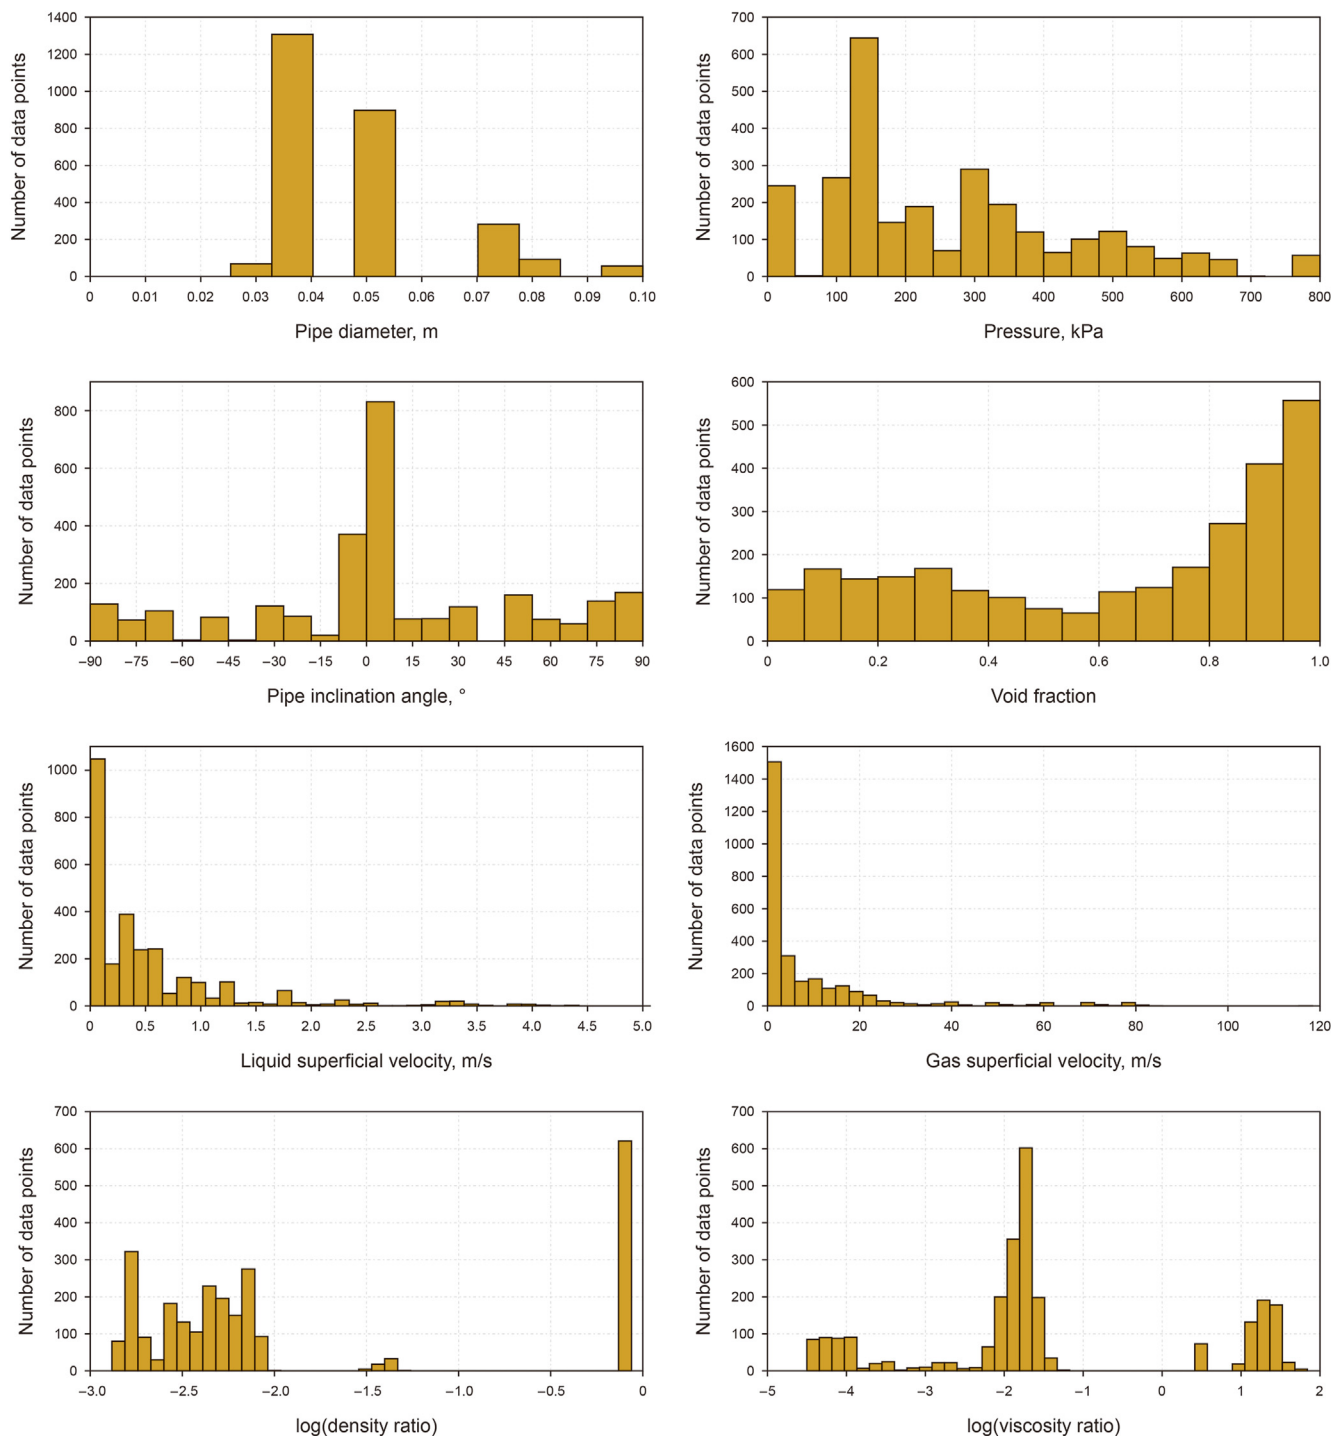 1400
1200
1000
800
600
400
200
0
Number of data points
0 0.01 0.02 0.03 0.04 0.05 0.06 0.07 0.08 0.09 0.10
Pipe diameter, m
700
600
500
400
300
200
100
0
Number of data points
0 100 200 300 400 500 600 700 800
Pressure, kPa
800
600
400
200
0
Number of data points
–90 –75 –60 –45 –30 –15 0 15 30 45 60 75 90
Pipe inclination angle, °
600
500
400
300
200
100
0
Number of data points
0 0.2 0.4 0.6 0.8 1.0
Void fraction
1000
800
600
400
200
0
Number of data points
0 0.5 1.0 1.5 2.0 2.5 3.0 3.5 4.0 4.5 5.0
Liquid superficial velocity, m/s
1600
1400
1200
1000
800
600
400
200
0
Number of data points
0 20 40 60 80 100 120
Gas superficial velocity, m/s
700
600
500
400
300
200
100
0
Number of data points
–3.0 –2.5 –2.0 –1.5 –1.0 –0.5 0
log(density ratio)
700
600
500
400
300
200
100
0
Number of data points
–5 –4 –3 –2 –1 0 1 2
log(viscosity ratio)